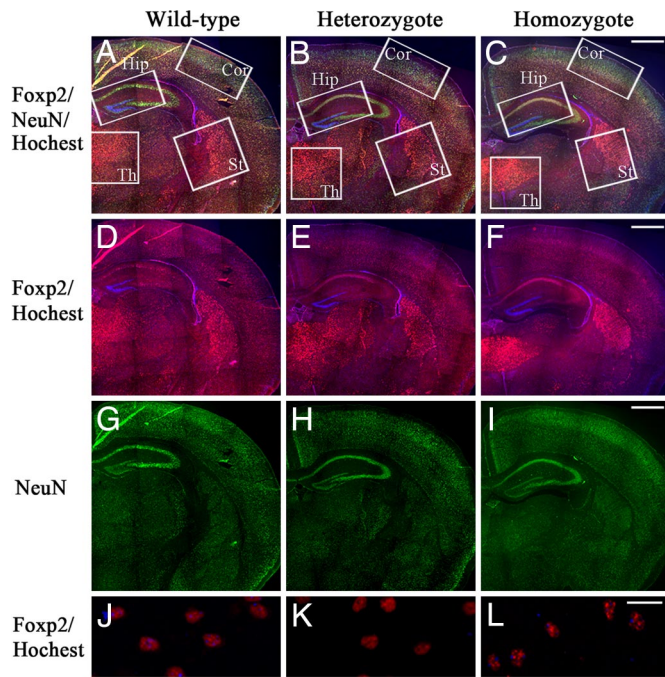 Wild-type Heterozygote Homozygote
Foxp2/
NeuN/
Hochest
A Hip Cor Th St
B Hip Cor Th St
C Hip Cor Th St
Foxp2/
Hochest
D E F
NeuN
G H I
Foxp2/
Hochest
J K L